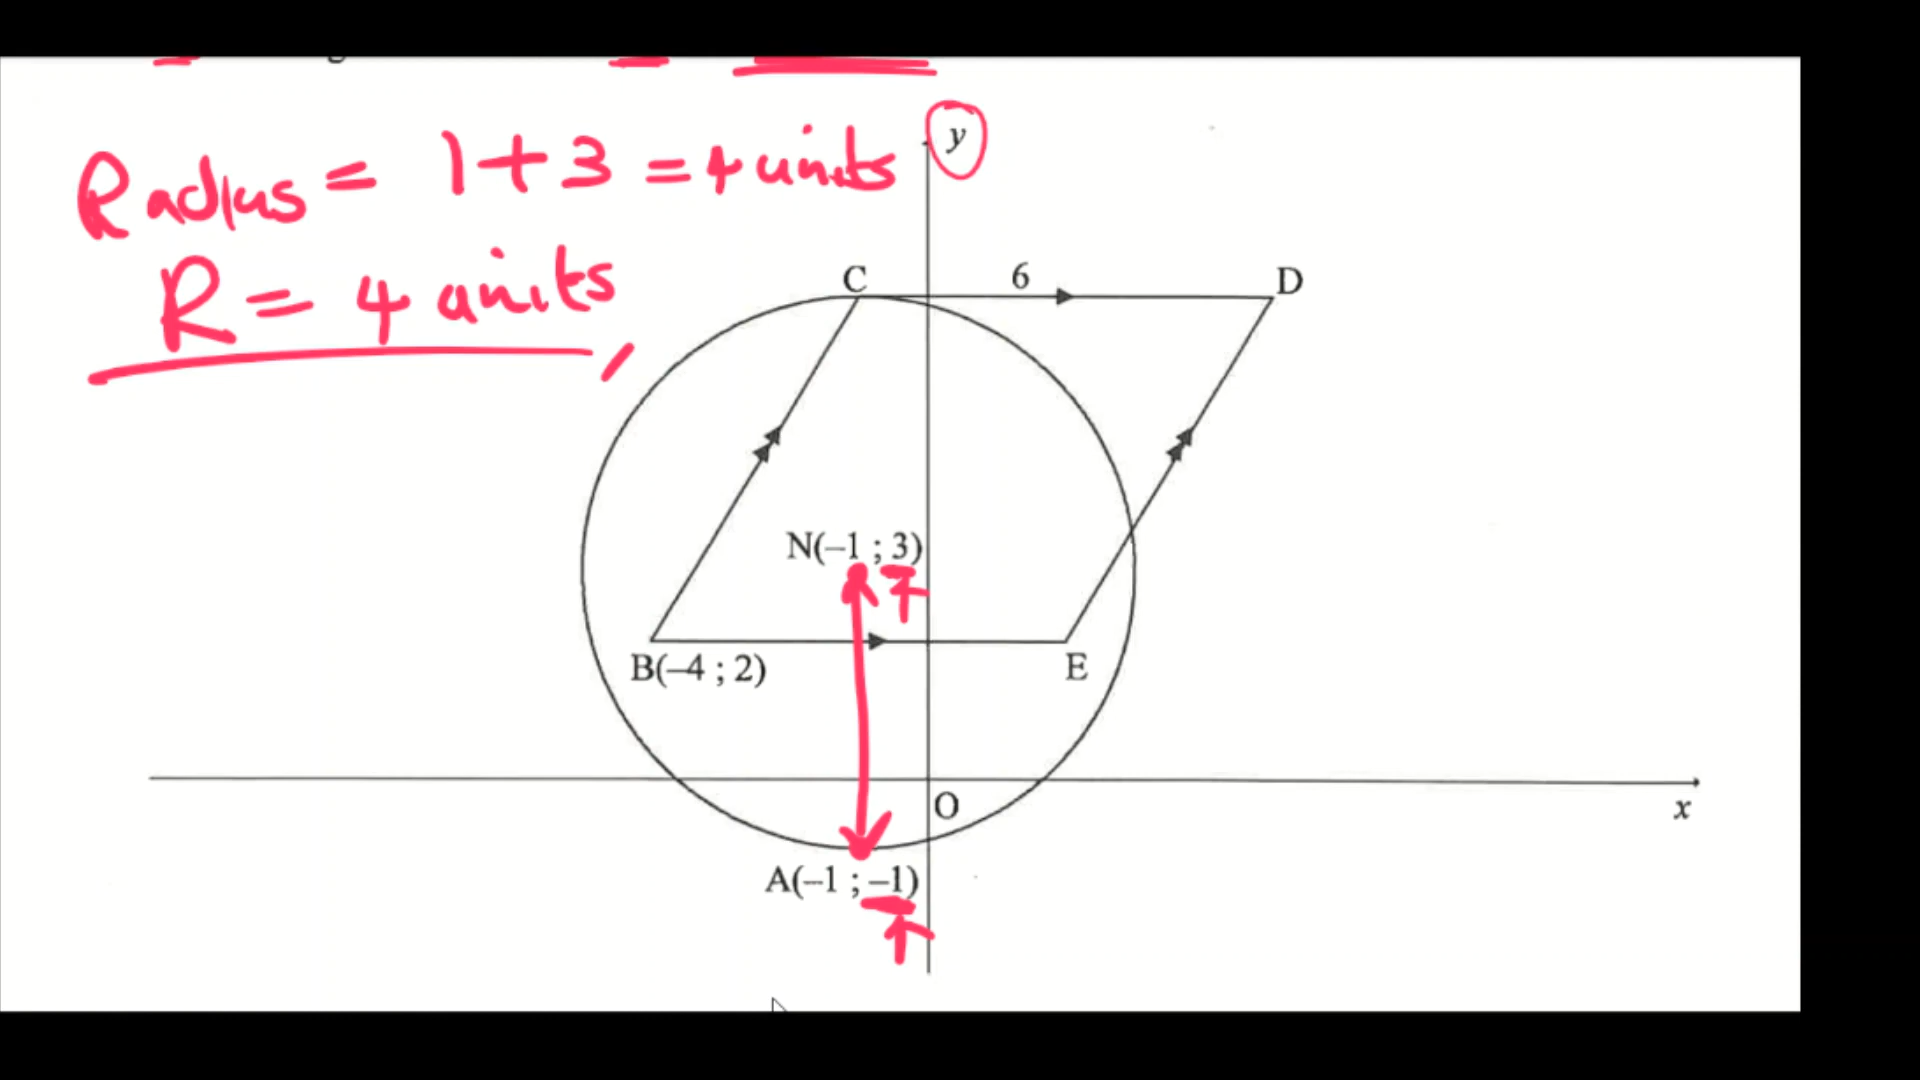 Radius = 1 + 3 = 4 units
R = 4 units
y
C
6
D
N(–1 ; 3)
B(–4 ; 2)
E
O
x
A(–1 ; –1)